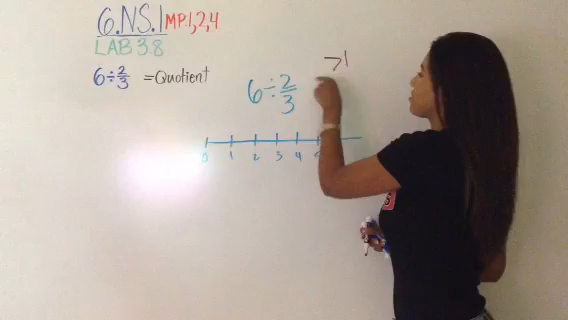 6.NS.1 MP.1,2,4
LAB 3.8
6÷2/3 =Quotient
>1
6÷2/3
0 1 2 3 4